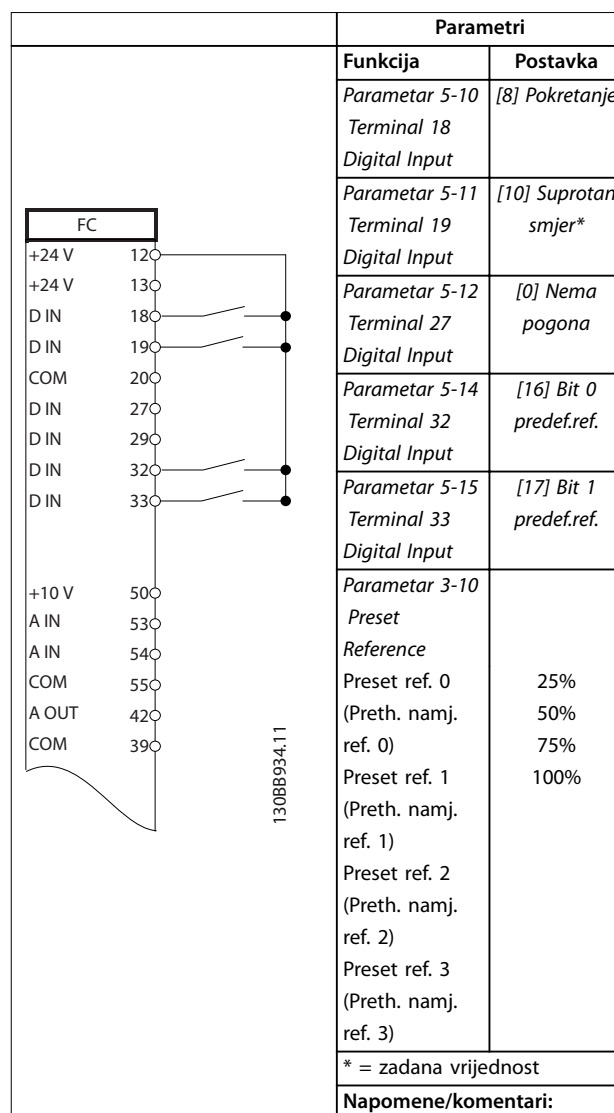 FC
+24 V 12
+24 V 13
D IN 18
D IN 19
COM 20
D IN 27
D IN 29
D IN 32
D IN 33
+10 V 50
A IN 53
A IN 54
COM 55
A OUT 42
COM 39
130BB934.11
Parametri
Funkcija Postavka
Parametar 5-10 [8] Pokretanje
Terminal 18
Digital Input
Parametar 5-11 [10] Suprotan
Terminal 19 smjer*
Digital Input
Parametar 5-12 [0] Nema
Terminal 27 pogona
Digital Input
Parametar 5-14 [16] Bit 0
Terminal 32 predef.ref.
Digital Input
Parametar 5-15 [17] Bit 1
Terminal 33 predef.ref.
Digital Input
Parametar 3-10
Preset
Reference
Preset ref. 0 25%
(Preth. namj. 50%
ref. 0) 75%
Preset ref. 1 100%
(Preth. namj.
ref. 1)
Preset ref. 2
(Preth. namj.
ref. 2)
Preset ref. 3
(Preth. namj.
ref. 3)
* = zadana vrijednost
Napomene/komentari: